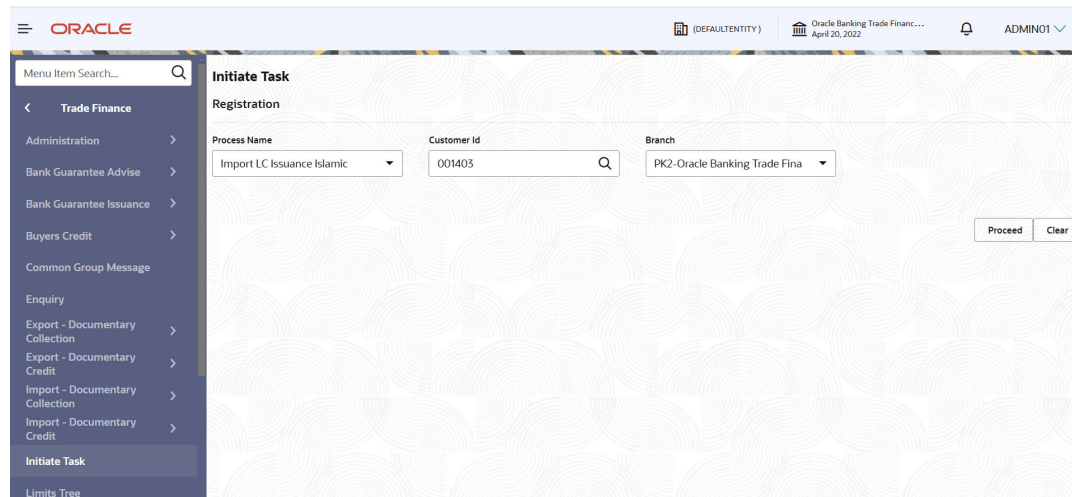 ORACLE
(DEFAULTENTITY )
Oracle Banking Trade Financ...
April 20, 2022
ADMIN01
Menu Item Search...
Trade Finance
Administration
Bank Guarantee Advise
Bank Guarantee Issuance
Buyers Credit
Common Group Message
Enquiry
Export - Documentary
Collection
Export - Documentary
Credit
Import - Documentary
Collection
Import - Documentary
Credit
Initiate Task
Limits Tree
Initiate Task
Registration
Process Name
Customer Id
Branch
Import LC Issuance Islamic
001403
PK2-Oracle Banking Trade Fina
Proceed
Clear